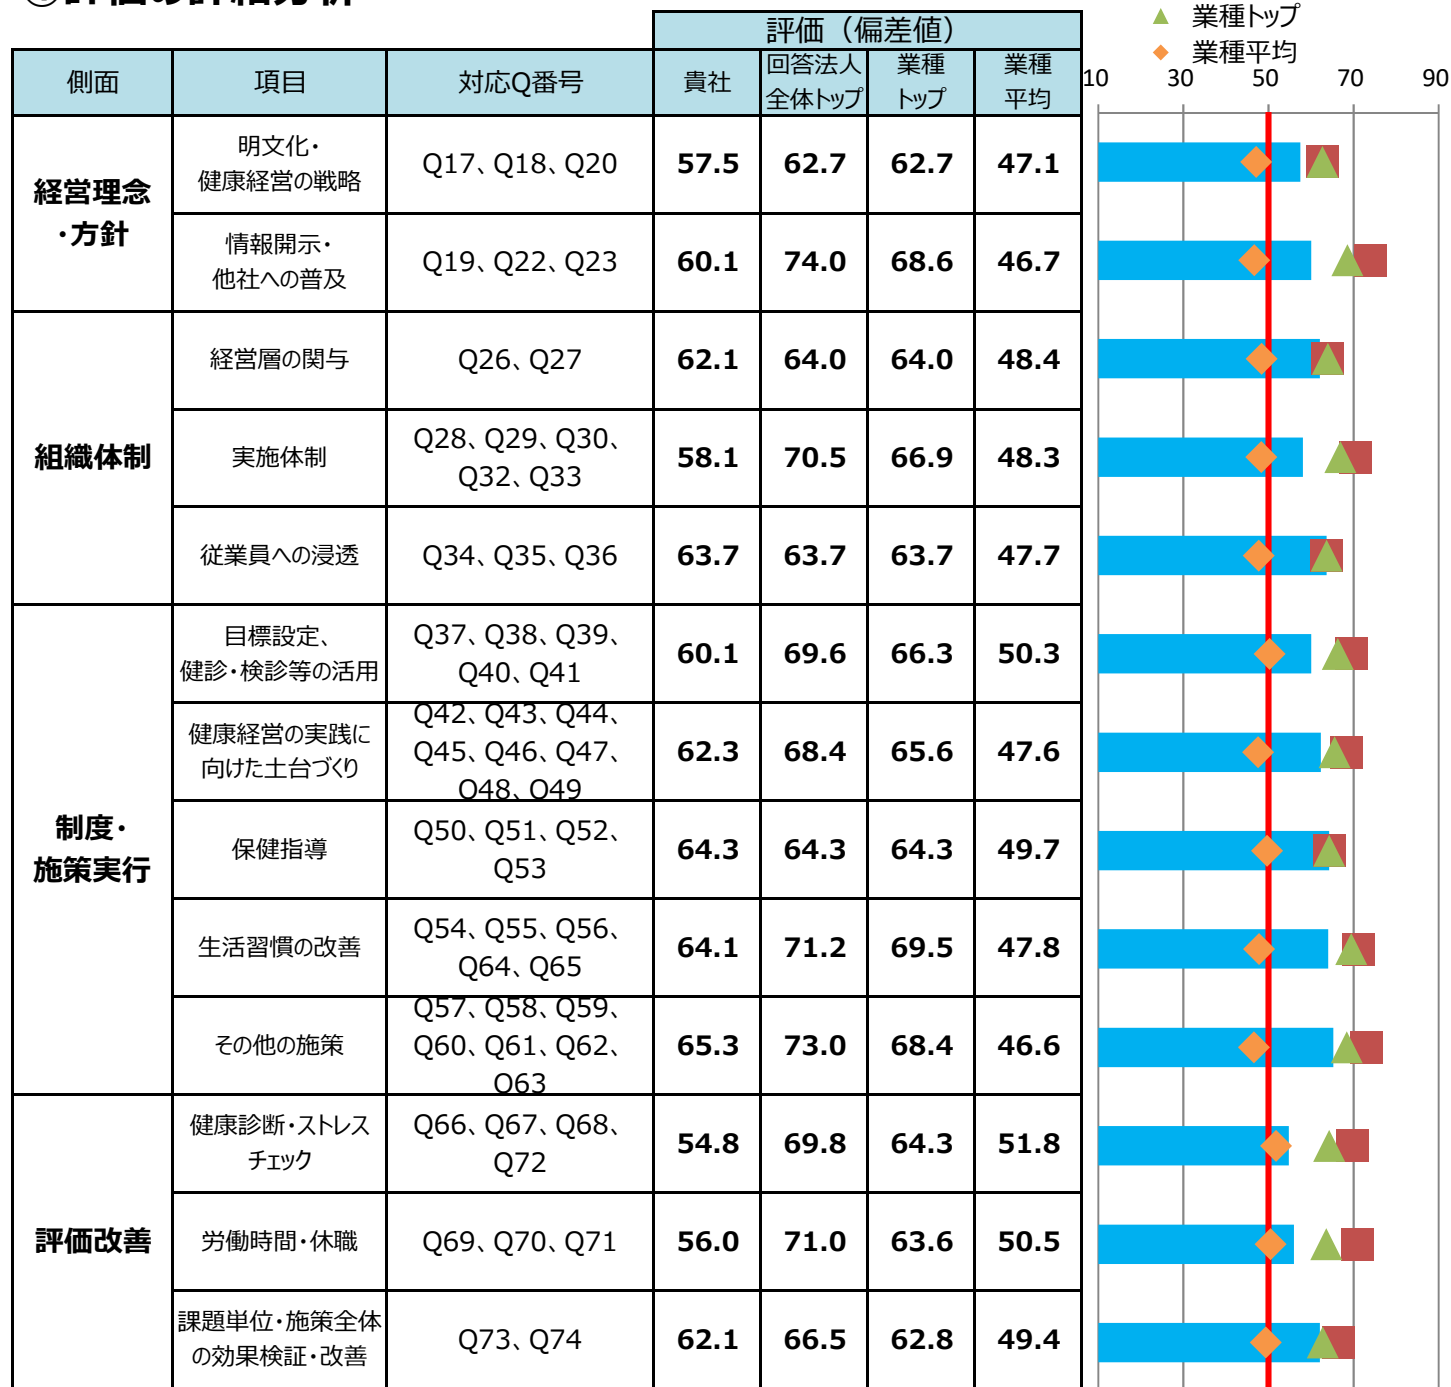 ①評価の詳細分析
業種トップ
業種平均
評価（偏差値）
側面 項目 対応Q番号 貴社 回答法人 業種 業種
全体トップ トップ 平均
10 30 50 70 90
経営理念
・方針
明文化・
健康経営の戦略
Q17、Q18、Q20 57.5 62.7 62.7 47.1
情報開示・
他社への普及
Q19、Q22、Q23 60.1 74.0 68.6 46.7
組織体制
経営層の関与 Q26、Q27 62.1 64.0 64.0 48.4
実施体制
Q28、Q29、Q30、
Q32、Q33
58.1 70.5 66.9 48.3
従業員への浸透 Q34、Q35、Q36 63.7 63.7 63.7 47.7
制度・
施策実行
目標設定、
健診・検診等の活用
Q37、Q38、Q39、
Q40、Q41
60.1 69.6 66.3 50.3
健康経営の実践に
向けた土台づくり
Q42、Q43、Q44、
Q45、Q46、Q47、
Q48、Q49
62.3 68.4 65.6 47.6
保健指導
Q50、Q51、Q52、
Q53
64.3 64.3 64.3 49.7
生活習慣の改善
Q54、Q55、Q56、
Q64、Q65
64.1 71.2 69.5 47.8
その他の施策
Q57、Q58、Q59、
Q60、Q61、Q62、
Q63
65.3 73.0 68.4 46.6
評価改善
健康診断・ストレス
チェック
Q66、Q67、Q68、
Q72
54.8 69.8 64.3 51.8
労働時間・休職 Q69、Q70、Q71 56.0 71.0 63.6 50.5
課題単位・施策全体
の効果検証・改善
Q73、Q74 62.1 66.5 62.8 49.4